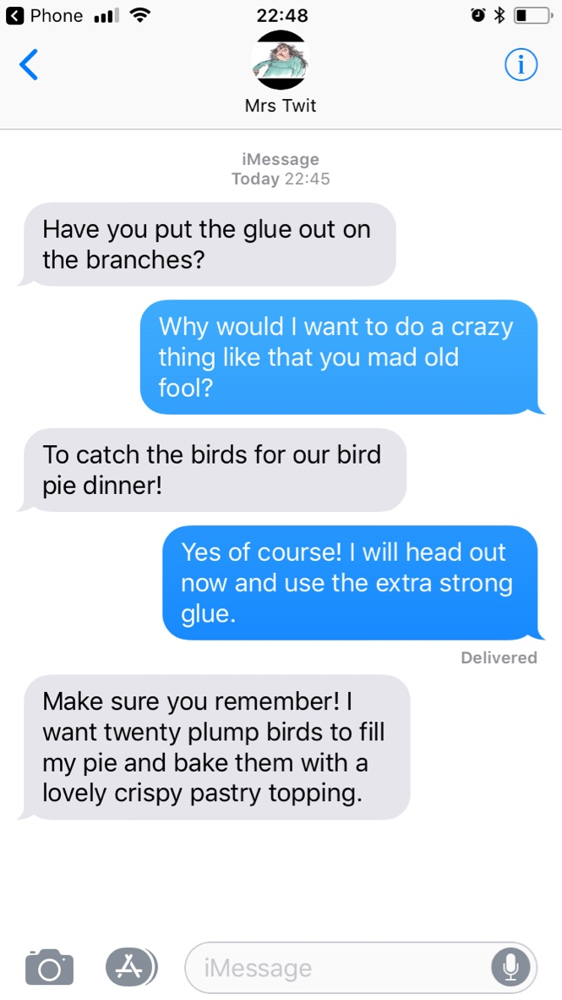 Phone 22:48
Mrs Twit
iMessage
Today 22:45
Have you put the glue out on
the branches?
Why would I want to do a crazy
thing like that you mad old
fool?
To catch the birds for our bird
pie dinner!
Yes of course! I will head out
now and use the extra strong
glue.
Delivered
Make sure you remember! I
want twenty plump birds to fill
my pie and bake them with a
lovely crispy pastry topping.
iMessage